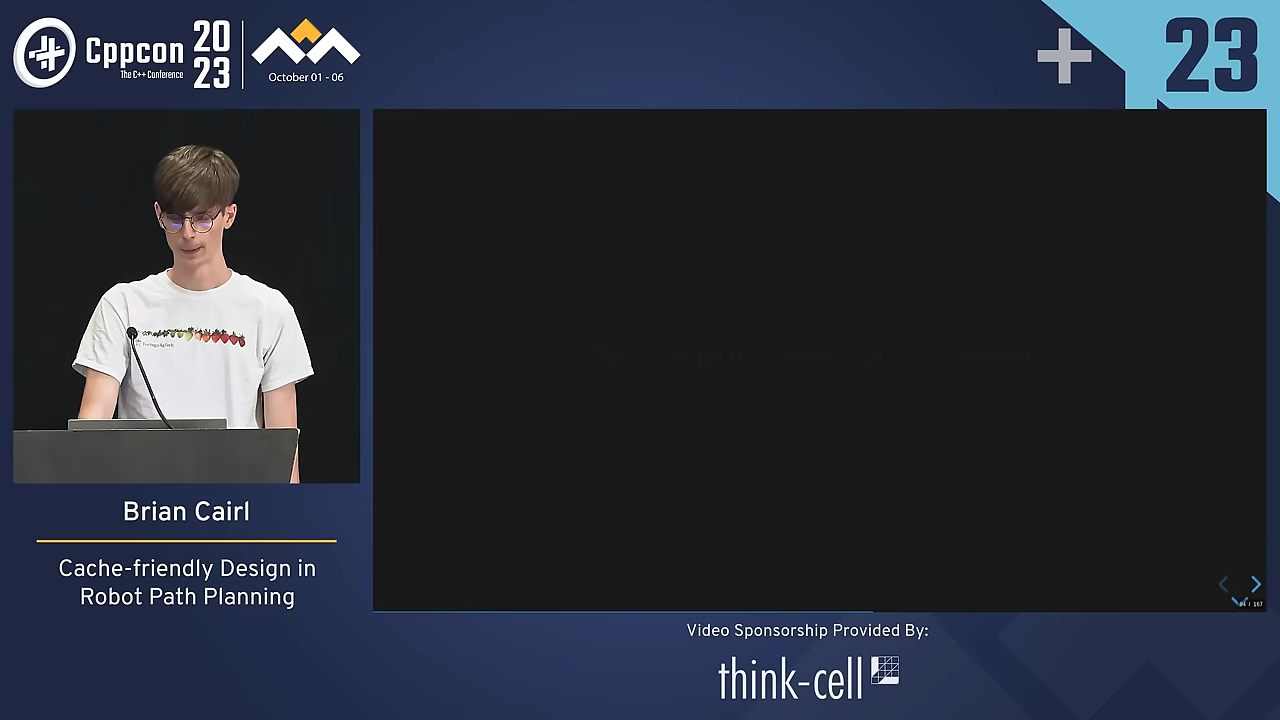 Cppcon
The C++ Conference
20
23
October 01 - 06
23
Brian Cairl
Cache-friendly Design in
Robot Path Planning
/ 167
Video Sponsorship Provided By:
think-cell